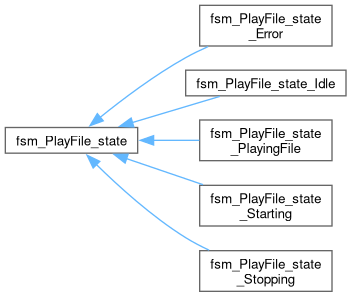 fsm_PlayFile_state
_Error
fsm_PlayFile_state_Idle
fsm_PlayFile_state
fsm_PlayFile_state
_PlayingFile
fsm_PlayFile_state
_Starting
fsm_PlayFile_state
_Stopping